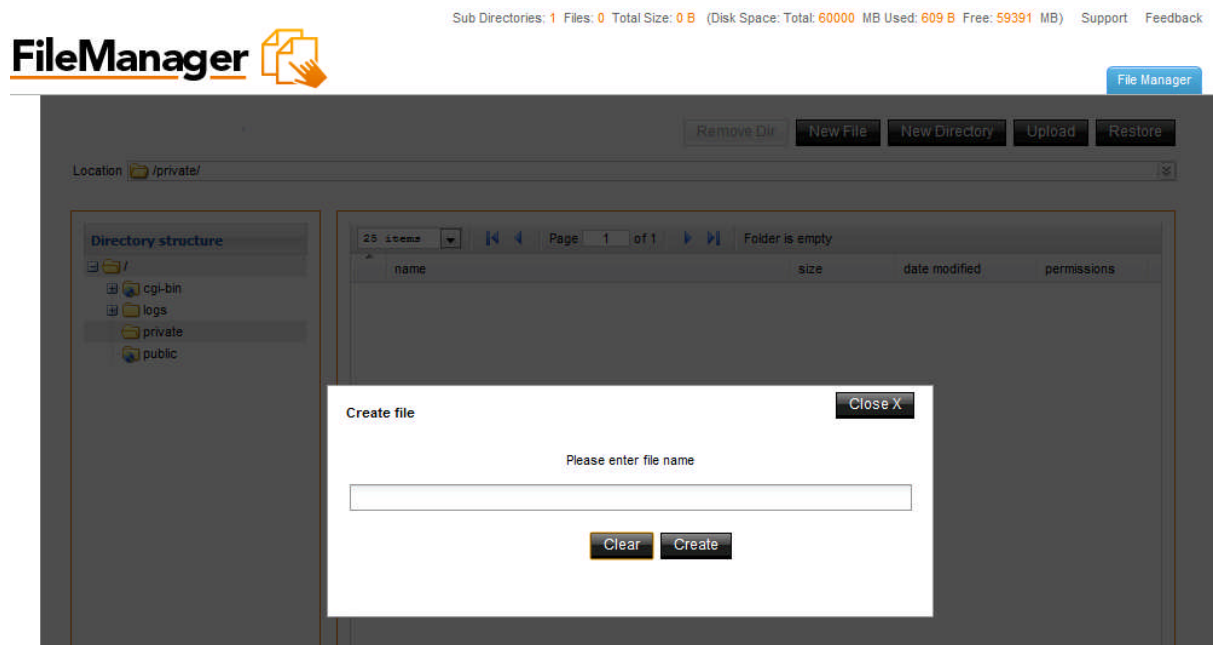 Sub Directories: 1 Files: 0 Total Size: 0 B (Disk Space: Total: 60000 MB Used: 609 B Free: 59391 MB) Support Feedback
FileManager
File Manager
Remove Dir New File New Directory Upload Restore
Location /private/
Directory structure
25 items Page 1 of 1 Folder is empty
/
name size date modified permissions
cgi-bin
logs
private
public
Create file
Close X
Please enter file name
Clear Create